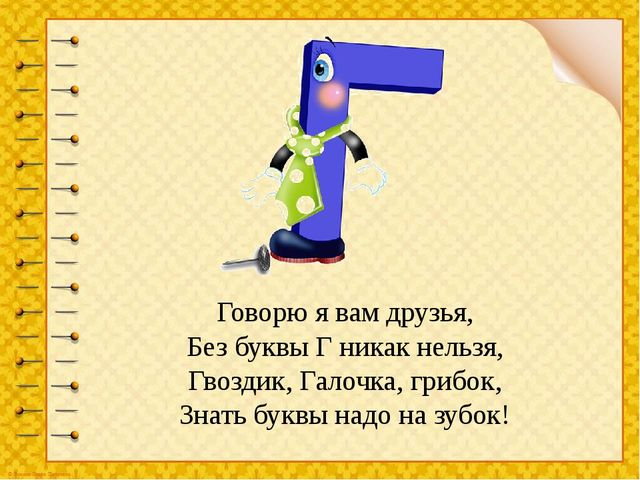 Говорю я вам друзья,
Без буквы Г никак нельзя,
Гвоздик, Галочка, грибок,
Знать буквы надо на зубок!